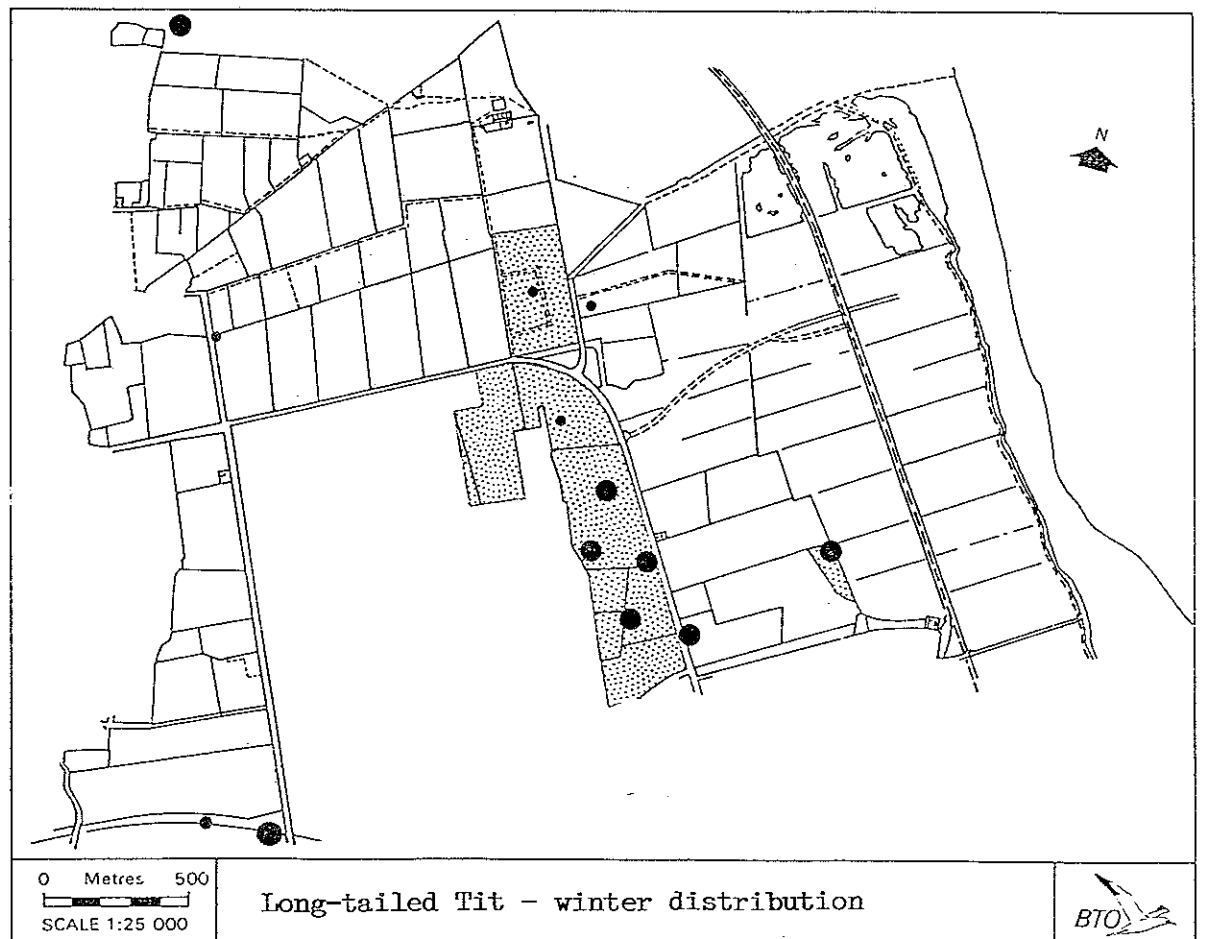 N
0 Metres 500
SCALE 1:25 000
Long-tailed Tit - winter distribution
BTO